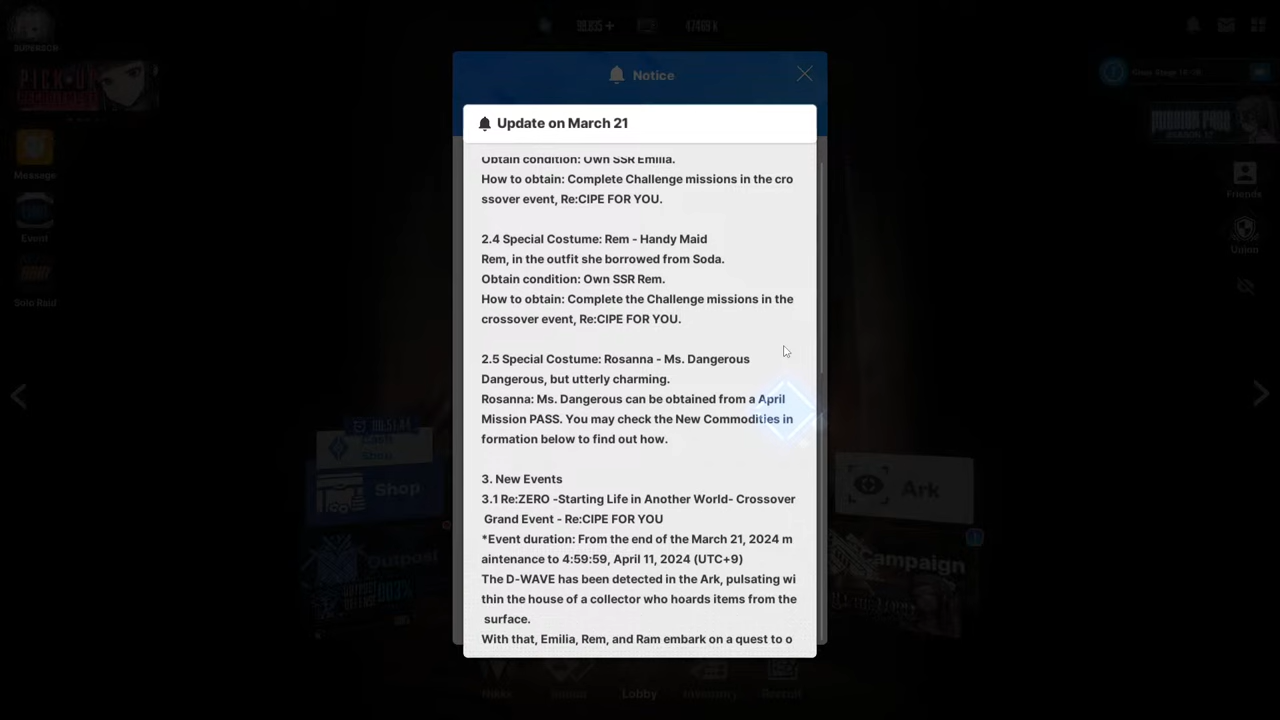 SUPERSCR
PICK-UP
Message
Event
Solo Raid
47469 k
Notice
Update on March 21
Obtain condition: Own SSR Emilia.
How to obtain: Complete Challenge missions in the cro
ssover event, Re:CIPE FOR YOU.
2.4 Special Costume: Rem - Handy Maid
Rem, in the outfit she borrowed from Soda.
Obtain condition: Own SSR Rem.
How to obtain: Complete the Challenge missions in the
crossover event, Re:CIPE FOR YOU.
2.5 Special Costume: Rosanna - Ms. Dangerous
Dangerous, but utterly charming.
Rosanna: Ms. Dangerous can be obtained from a April
Mission PASS. You may check the New Commodities in
formation below to find out how.
3. New Events
3.1 Re:ZERO -Starting Life in Another World- Crossover
Grand Event - Re:CIPE FOR YOU
*Event duration: From the end of the March 21, 2024 m
aintenance to 4:59:59, April 11, 2024 (UTC+9)
The D-WAVE has been detected in the Ark, pulsating wi
thin the house of a collector who hoards items from the
surface.
With that, Emilia, Rem, and Ram embark on a quest to o
MISSION PASS
Friends
Union
Shop
Outpost
Ark
Campaign
Nikke
Lobby
Inventory
Recruit